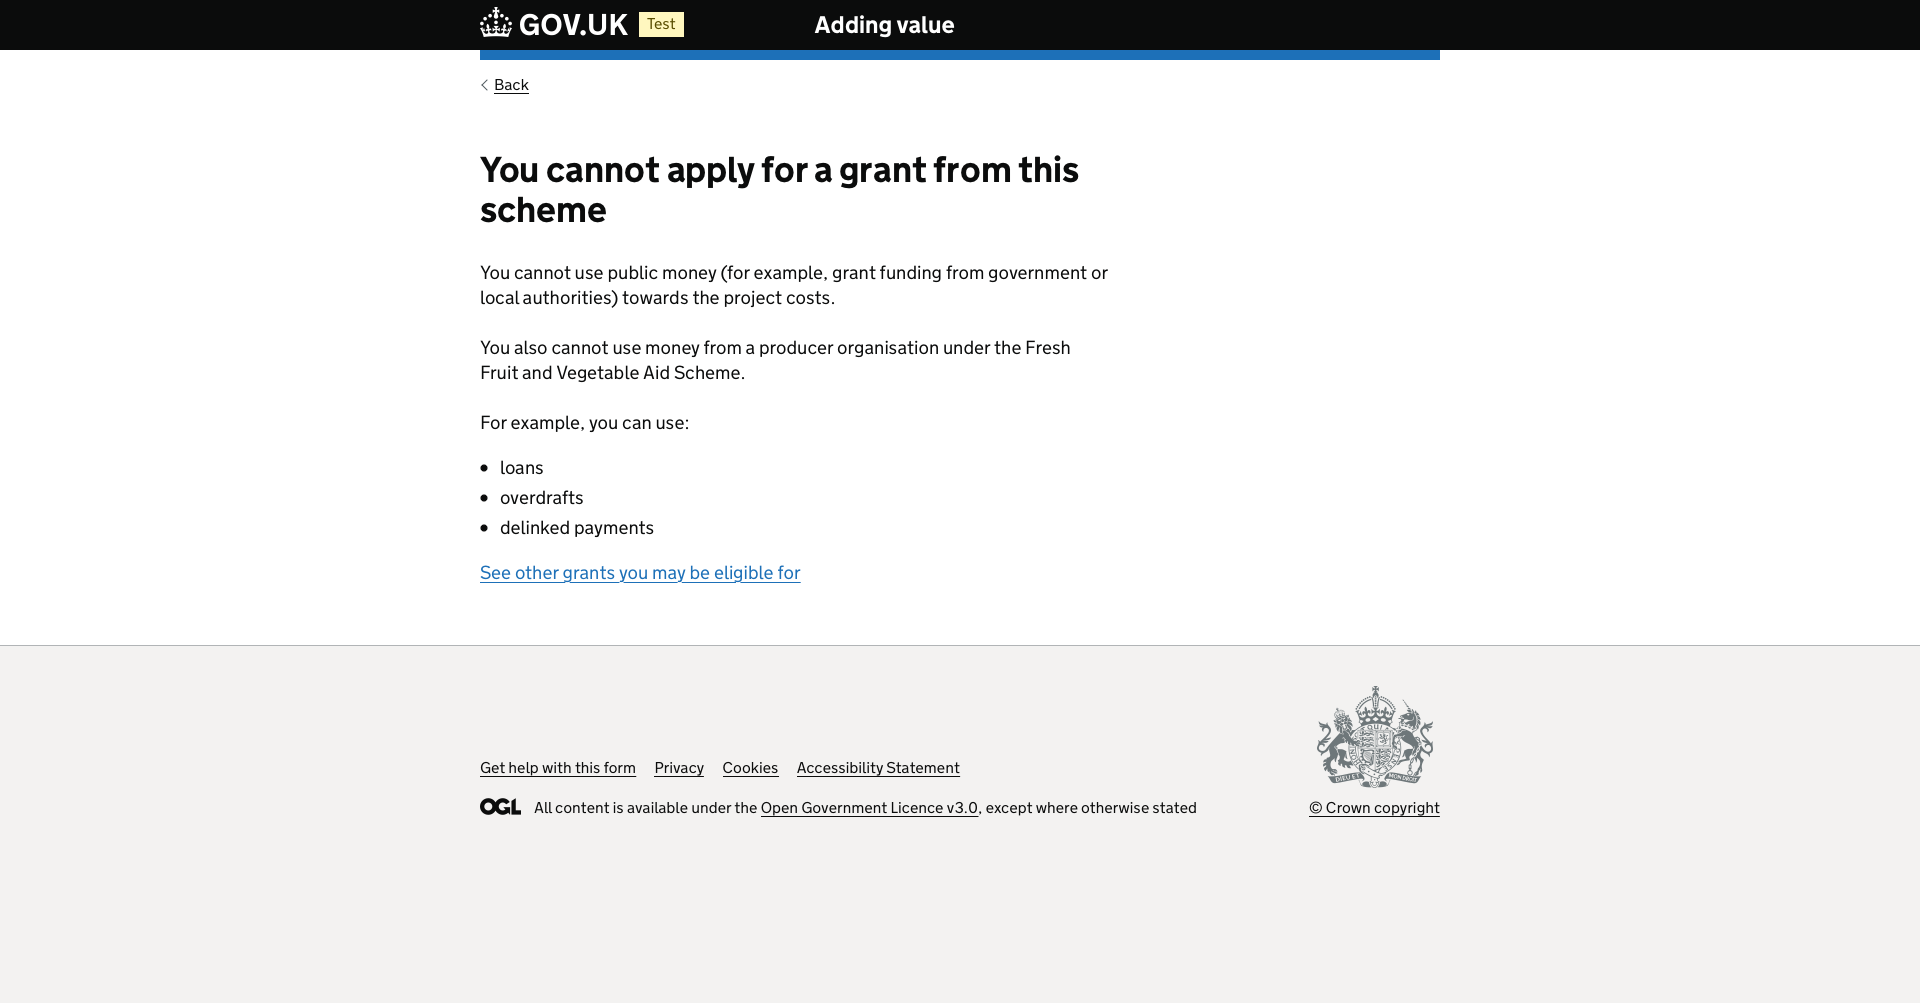 GOV.UK Test Adding value
Back
You cannot apply for a grant from this
scheme
You cannot use public money (for example, grant funding from government or
local authorities) towards the project costs.
You also cannot use money from a producer organisation under the Fresh
Fruit and Vegetable Aid Scheme.
For example, you can use:
• loans
• overdrafts
• delinked payments
See other grants you may be eligible for
Get help with this form Privacy Cookies Accessibility Statement
OGL All content is available under the Open Government Licence v3.0, except where otherwise stated
© Crown copyright